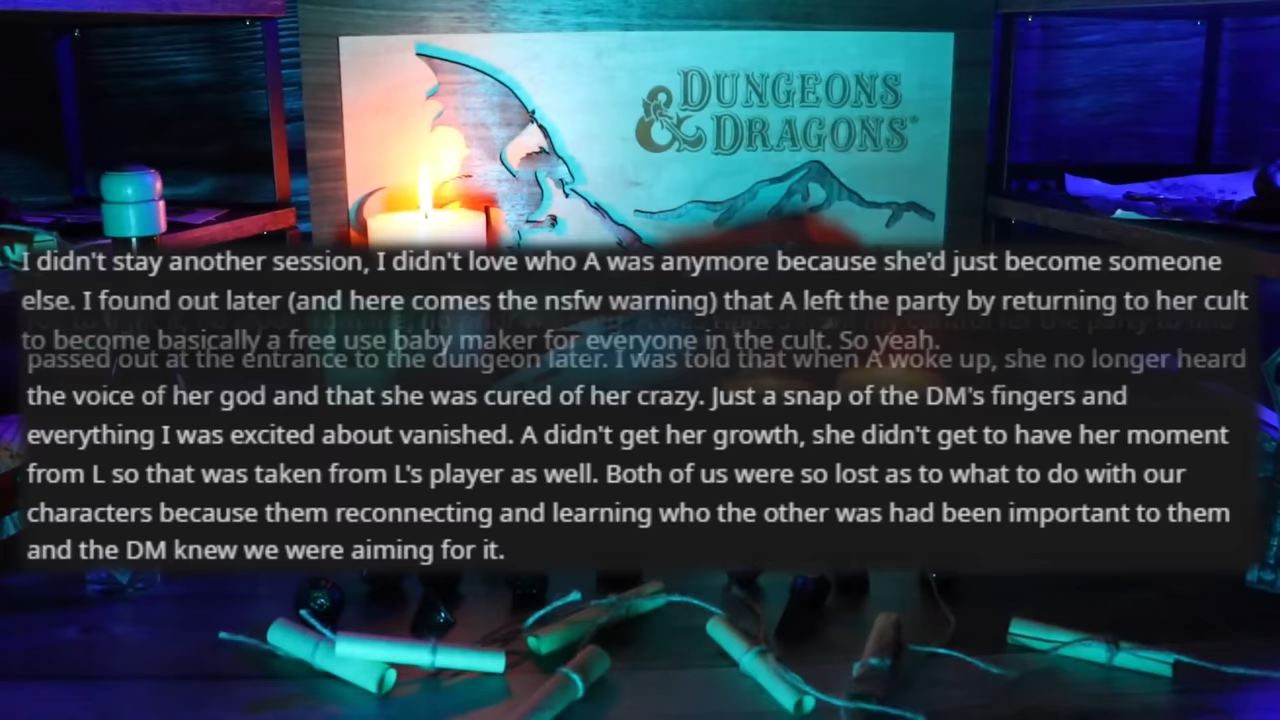 DUNGEONS
& DRAGONS®
I didn't stay another session, I didn't love who A was anymore because she'd just become someone
else. I found out later (and here comes the nsfw warning) that A left the party by returning to her cult
to become basically a free use baby maker for everyone in the cult. So yeah.
passed out at the entrance to the dungeon later. I was told that when A woke up, she no longer heard
the voice of her god and that she was cured of her crazy. Just a snap of the DM's fingers and
everything I was excited about vanished. A didn't get her growth, she didn't get to have her moment
from L so that was taken from L's player as well. Both of us were so lost as to what to do with our
characters because them reconnecting and learning who the other was had been important to them
and the DM knew we were aiming for it.